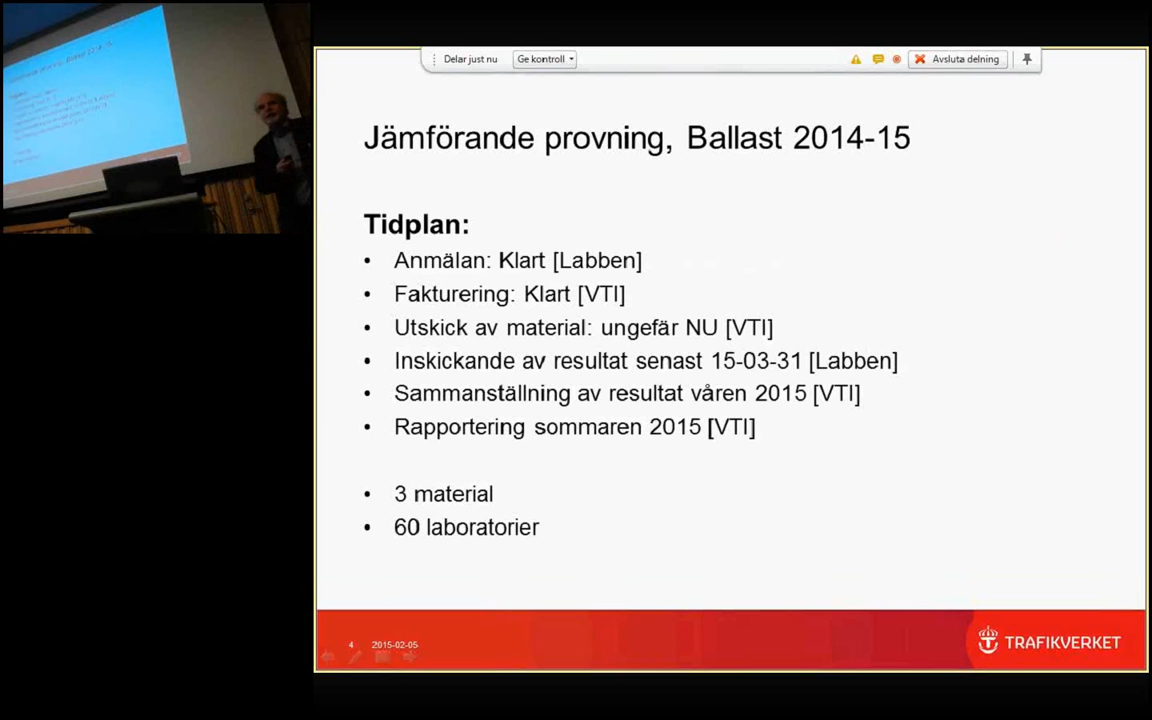 Delar just nu
Ge kontroll
Avsluta delning
Jämförande provning, Ballast 2014-15
Tidplan:
• Anmälan: Klart [Labben]
• Fakturering: Klart [VTI]
• Utskick av material: ungefär NU [VTI]
• Inskickande av resultat senast 15-03-31 [Labben]
• Sammanställning av resultat våren 2015 [VTI]
• Rapportering sommaren 2015 [VTI]
• 3 material
• 60 laboratorier
4 2015-02-05
TRAFIKVERKET